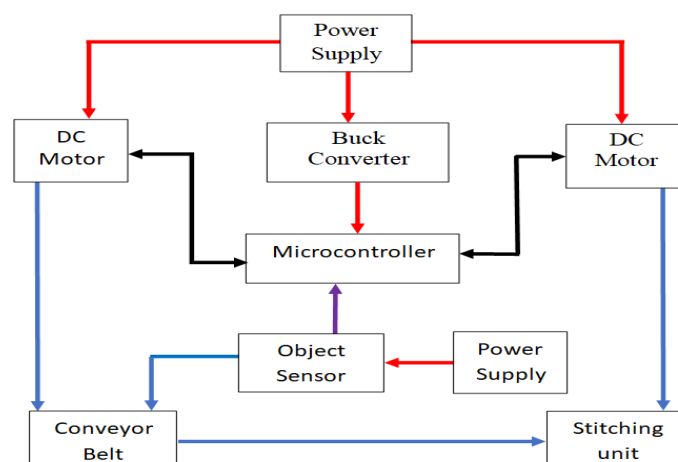 Power
Supply
DC
Motor
Buck
Converter
DC
Motor
Microcontroller
Object
Sensor
Power
Supply
Conveyor
Belt
Stitching
unit